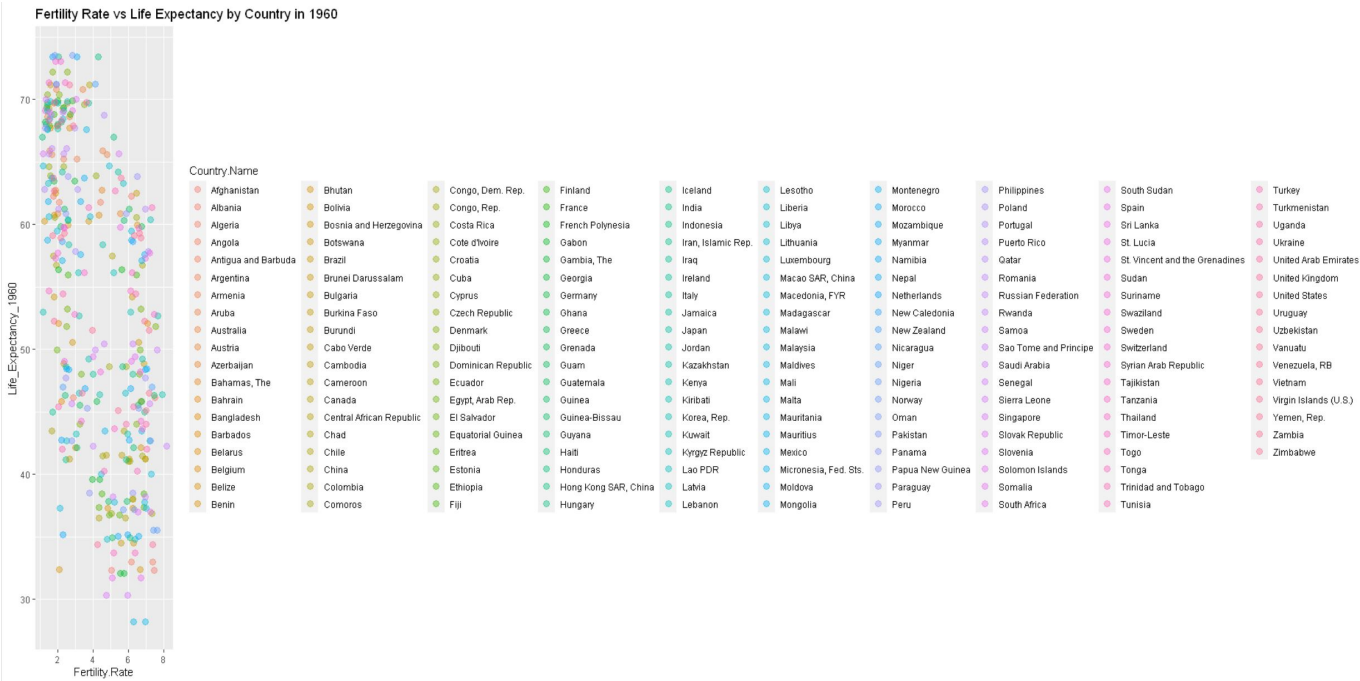 Fertility Rate vs Life Expectancy by Country in 1960
Life_Expectancy_1960
70
60
50
40
30
2 4 6 8
Fertility.Rate
Country.Name
Afghanistan Bhutan Congo, Dem. Rep. Finland Iceland Lesotho Montenegro Philippines South Sudan Turkey
Albania Bolivia Congo, Rep. France India Liberia Morocco Poland Spain Turkmenistan
Algeria Bosnia and Herzegovina Costa Rica French Polynesia Indonesia Libya Mozambique Portugal Sri Lanka Uganda
Angola Botswana Cote d'Ivoire Gabon Iran, Islamic Rep. Lithuania Myanmar Puerto Rico St. Lucia Ukraine
Antigua and Barbuda Brazil Croatia Gambia, The Iraq Luxembourg Namibia Qatar St. Vincent and the Grenadines United Arab Emirates
Argentina Brunei Darussalam Cuba Georgia Ireland Macao SAR, China Nepal Romania Sudan United Kingdom
Armenia Bulgaria Cyprus Germany Italy Macedonia, FYR Netherlands Russian Federation Suriname United States
Aruba Burkina Faso Czech Republic Ghana Jamaica Madagascar New Caledonia Rwanda Swaziland Uruguay
Australia Burundi Denmark Greece Japan Malawi New Zealand Samoa Sweden Uzbekistan
Austria Cabo Verde Djibouti Grenada Jordan Malaysia Nicaragua Sao Tome and Principe Switzerland Vanuatu
Azerbaijan Cambodia Dominican Republic Guam Kazakhstan Maldives Niger Saudi Arabia Syrian Arab Republic Venezuela, RB
Bahamas, The Cameroon Ecuador Guatemala Kenya Mali Nigeria Senegal Tajikistan Vietnam
Bahrain Canada Egypt, Arab Rep. Guinea Kiribati Malta Norway Sierra Leone Tanzania Virgin Islands (U.S.)
Bangladesh Central African Republic El Salvador Guinea-Bissau Korea, Rep. Mauritania Oman Singapore Thailand Yemen, Rep.
Barbados Chad Equatorial Guinea Guyana Kuwait Mauritius Pakistan Slovak Republic Timor-Leste Zambia
Belarus Chile Eritrea Haiti Kyrgyz Republic Mexico Panama Slovenia Togo Zimbabwe
Belgium China Estonia Honduras Lao PDR Micronesia, Fed. Sts. Papua New Guinea Solomon Islands Tonga
Belize Colombia Ethiopia Hong Kong SAR, China Latvia Moldova Paraguay Somalia Trinidad and Tobago
Benin Comoros Fiji Hungary Lebanon Mongolia Peru South Africa Tunisia